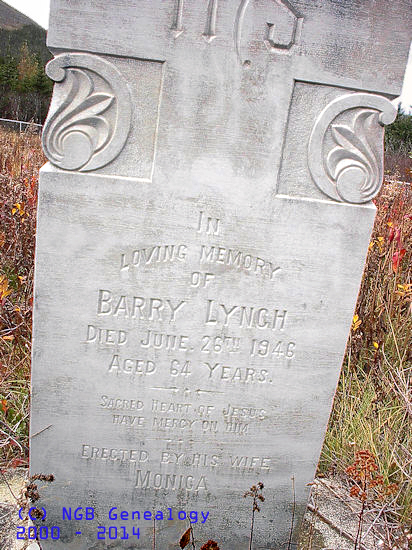 IHS
In
Loving Memory
of
Barry Lynch
Died June. 26th 1946
Aged 64 Years.
Sacred Heart of Jesus
have mercy on him
Erected by his wife
Monica
(C) NGB Genealogy
2000 - 2014